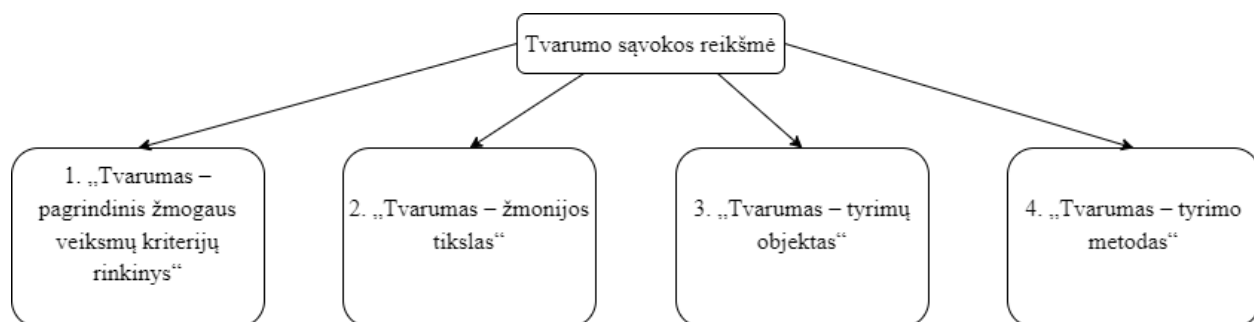 Tvarumo sąvokos reikšmė
1. „Tvarumas –
pagrindinis žmogaus
veiksmų kriterijų
rinkinys“
2. „Tvarumas – žmonijos
tikslas“
3. „Tvarumas – tyrimų
objektas“
4. „Tvarumas – tyrimo
metodas“